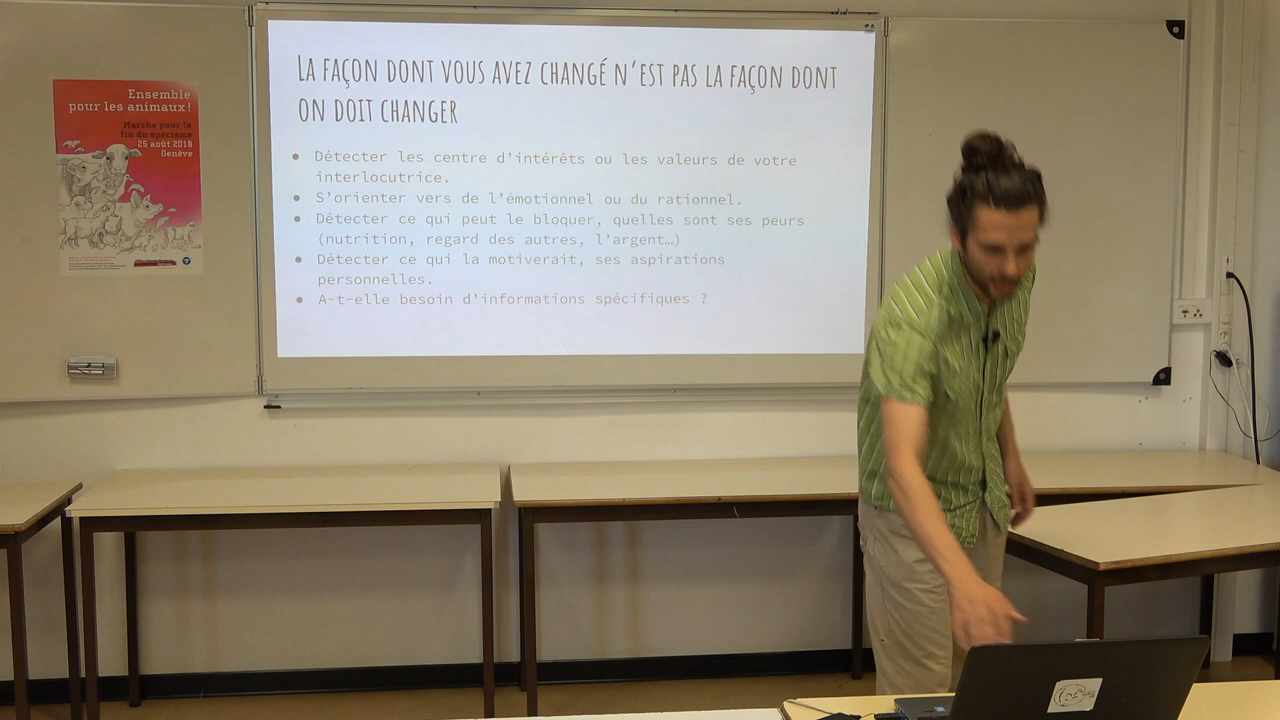 Ensemble
pour les animaux !
Marche pour la
fin du spécisme
25 août 2018
Genève
La façon dont vous avez changé n'est pas la façon dont
on doit changer
• Détecter les centre d'intérêts ou les valeurs de votre
interlocutrice.
• S'orienter vers de l'émotionnel ou du rationnel.
• Détecter ce qui peut le bloquer, quelles sont ses peurs
(nutrition, regard des autres, l'argent…)
• Détecter ce qui la motiverait, ses aspirations
personnelles.
• A-t-elle besoin d'informations spécifiques ?